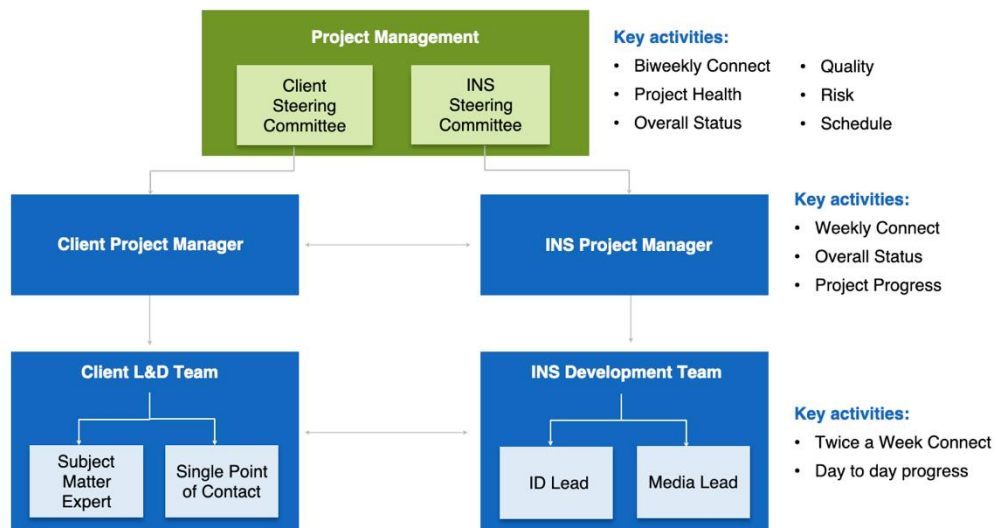 Project Management
Client
Steering
Committee
INS
Steering
Committee
Key activities:
• Biweekly Connect
• Project Health
• Overall Status
• Quality
• Risk
• Schedule
Client Project Manager
INS Project Manager
Key activities:
• Weekly Connect
• Overall Status
• Project Progress
Client L&D Team
Subject
Matter
Expert
Single Point
of Contact
INS Development Team
ID Lead
Media Lead
Key activities:
• Twice a Week Connect
• Day to day progress